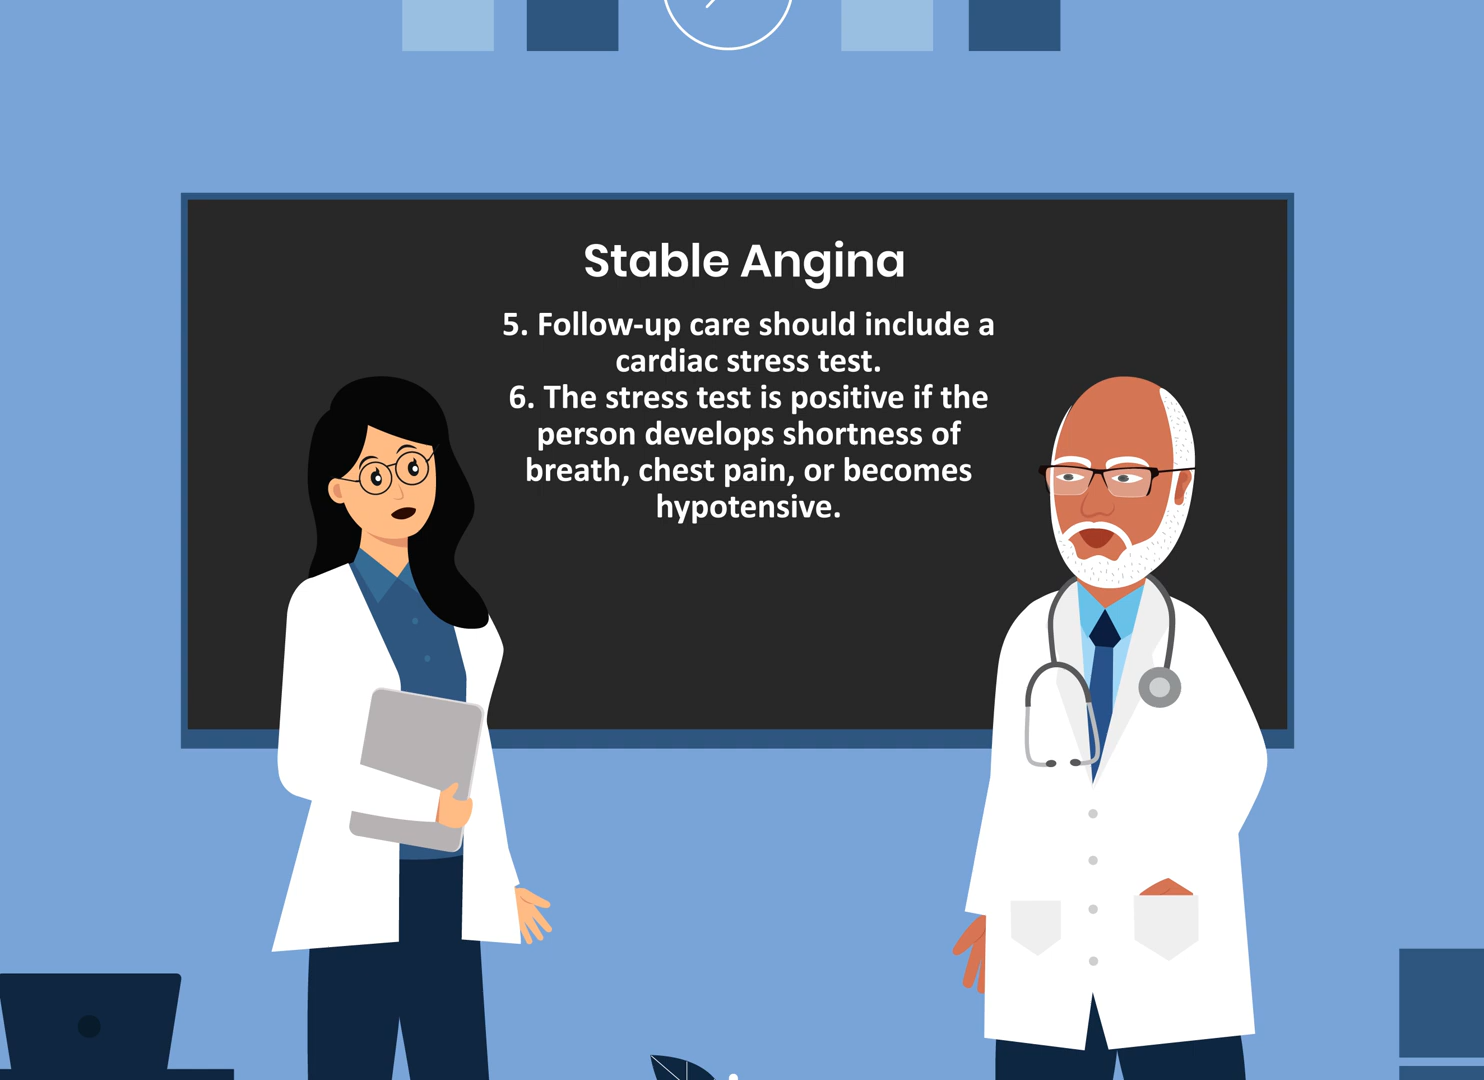 Stable Angina
5. Follow-up care should include a
cardiac stress test.
6. The stress test is positive if the
person develops shortness of
breath, chest pain, or becomes
hypotensive.